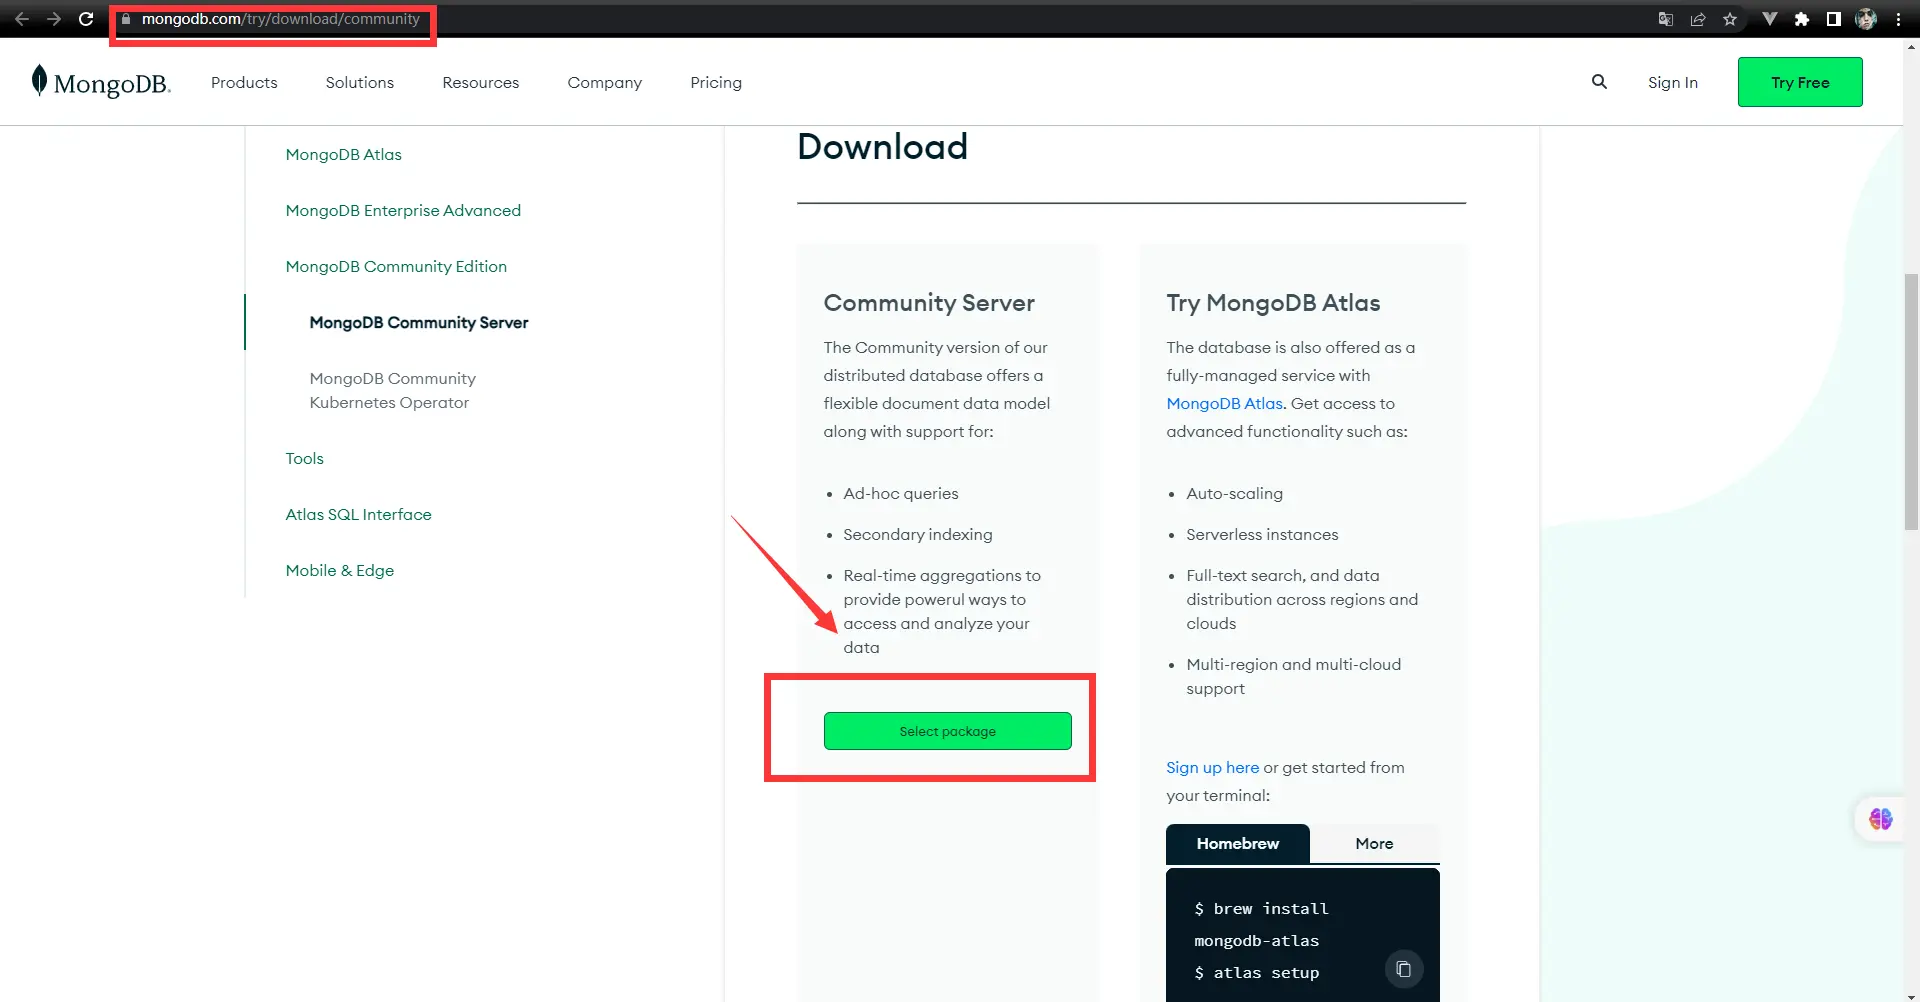 mongodb.com/try/download/community
MongoDB.
Products
Solutions
Resources
Company
Pricing
Sign In
Try Free
MongoDB Atlas
MongoDB Enterprise Advanced
MongoDB Community Edition
MongoDB Community Server
MongoDB Community
Kubernetes Operator
Tools
Atlas SQL Interface
Mobile & Edge
Download
Community Server
The Community version of our
distributed database offers a
flexible document data model
along with support for:
• Ad-hoc queries
• Secondary indexing
• Real-time aggregations to
provide powerul ways to
access and analyze your
data
Select package
Try MongoDB Atlas
The database is also offered as a
fully-managed service with
MongoDB Atlas. Get access to
advanced functionality such as:
• Auto-scaling
• Serverless instances
• Full-text search, and data
distribution across regions and
clouds
• Multi-region and multi-cloud
support
Sign up here or get started from
your terminal:
Homebrew
More
$ brew install
mongodb-atlas
$ atlas setup